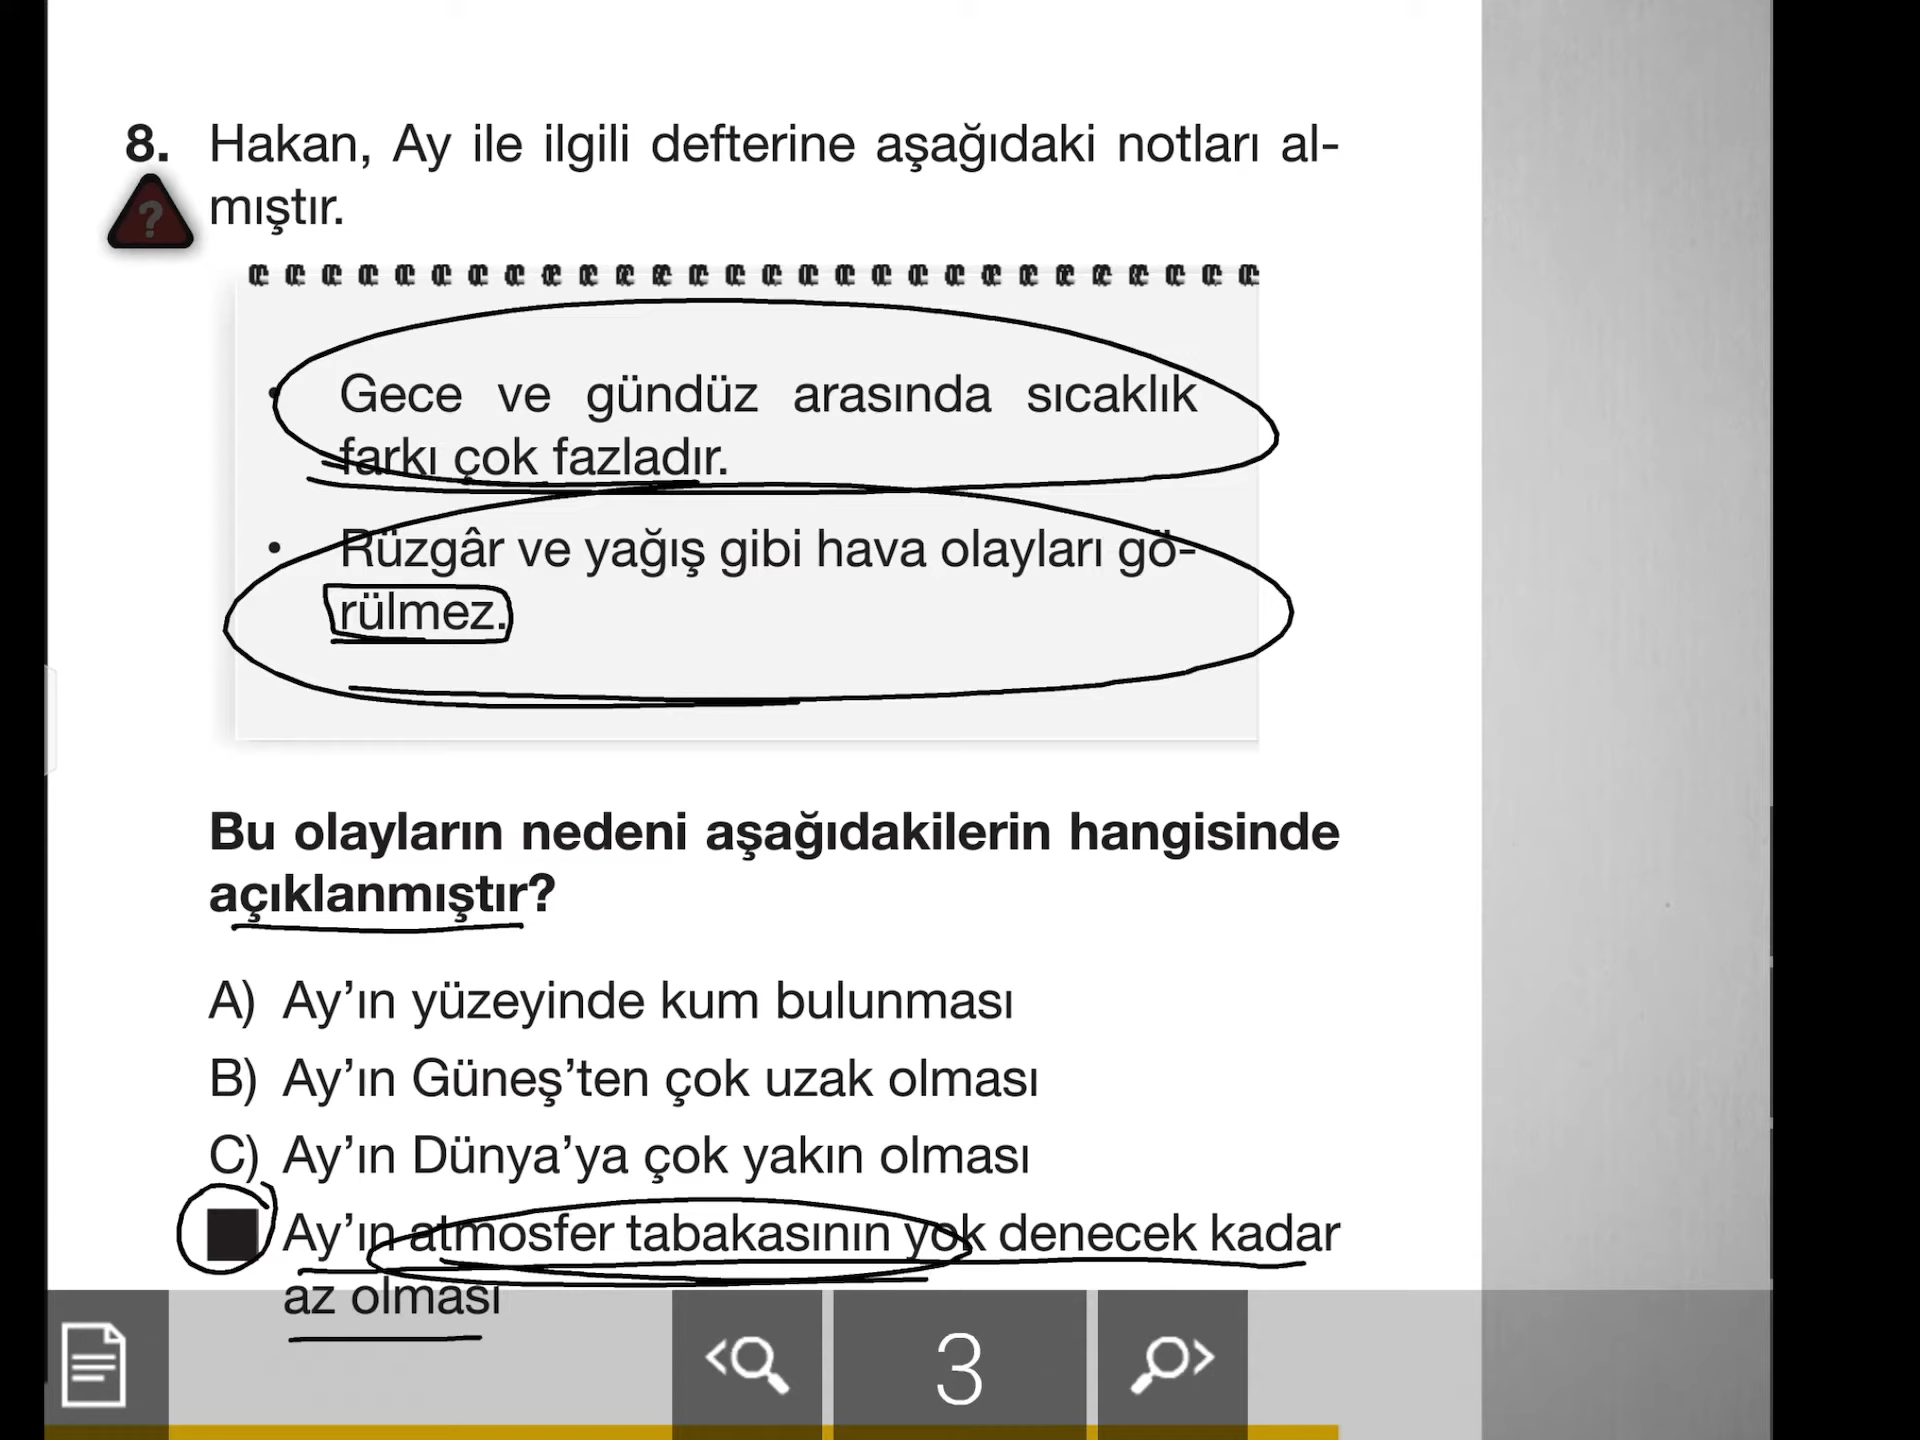 8. Hakan, Ay ile ilgili defterine aşağıdaki notları al-
mıştır.
?
• Gece ve gündüz arasında sıcaklık
farkı çok fazladır.
• Rüzgâr ve yağış gibi hava olayları gö-
rülmez.
Bu olayların nedeni aşağıdakilerin hangisinde
açıklanmıştır?
A) Ay’ın yüzeyinde kum bulunması
B) Ay’ın Güneş’ten çok uzak olması
C) Ay’ın Dünya’ya çok yakın olması
Ay’ın atmosfer tabakasının yok denecek kadar
az olması
3